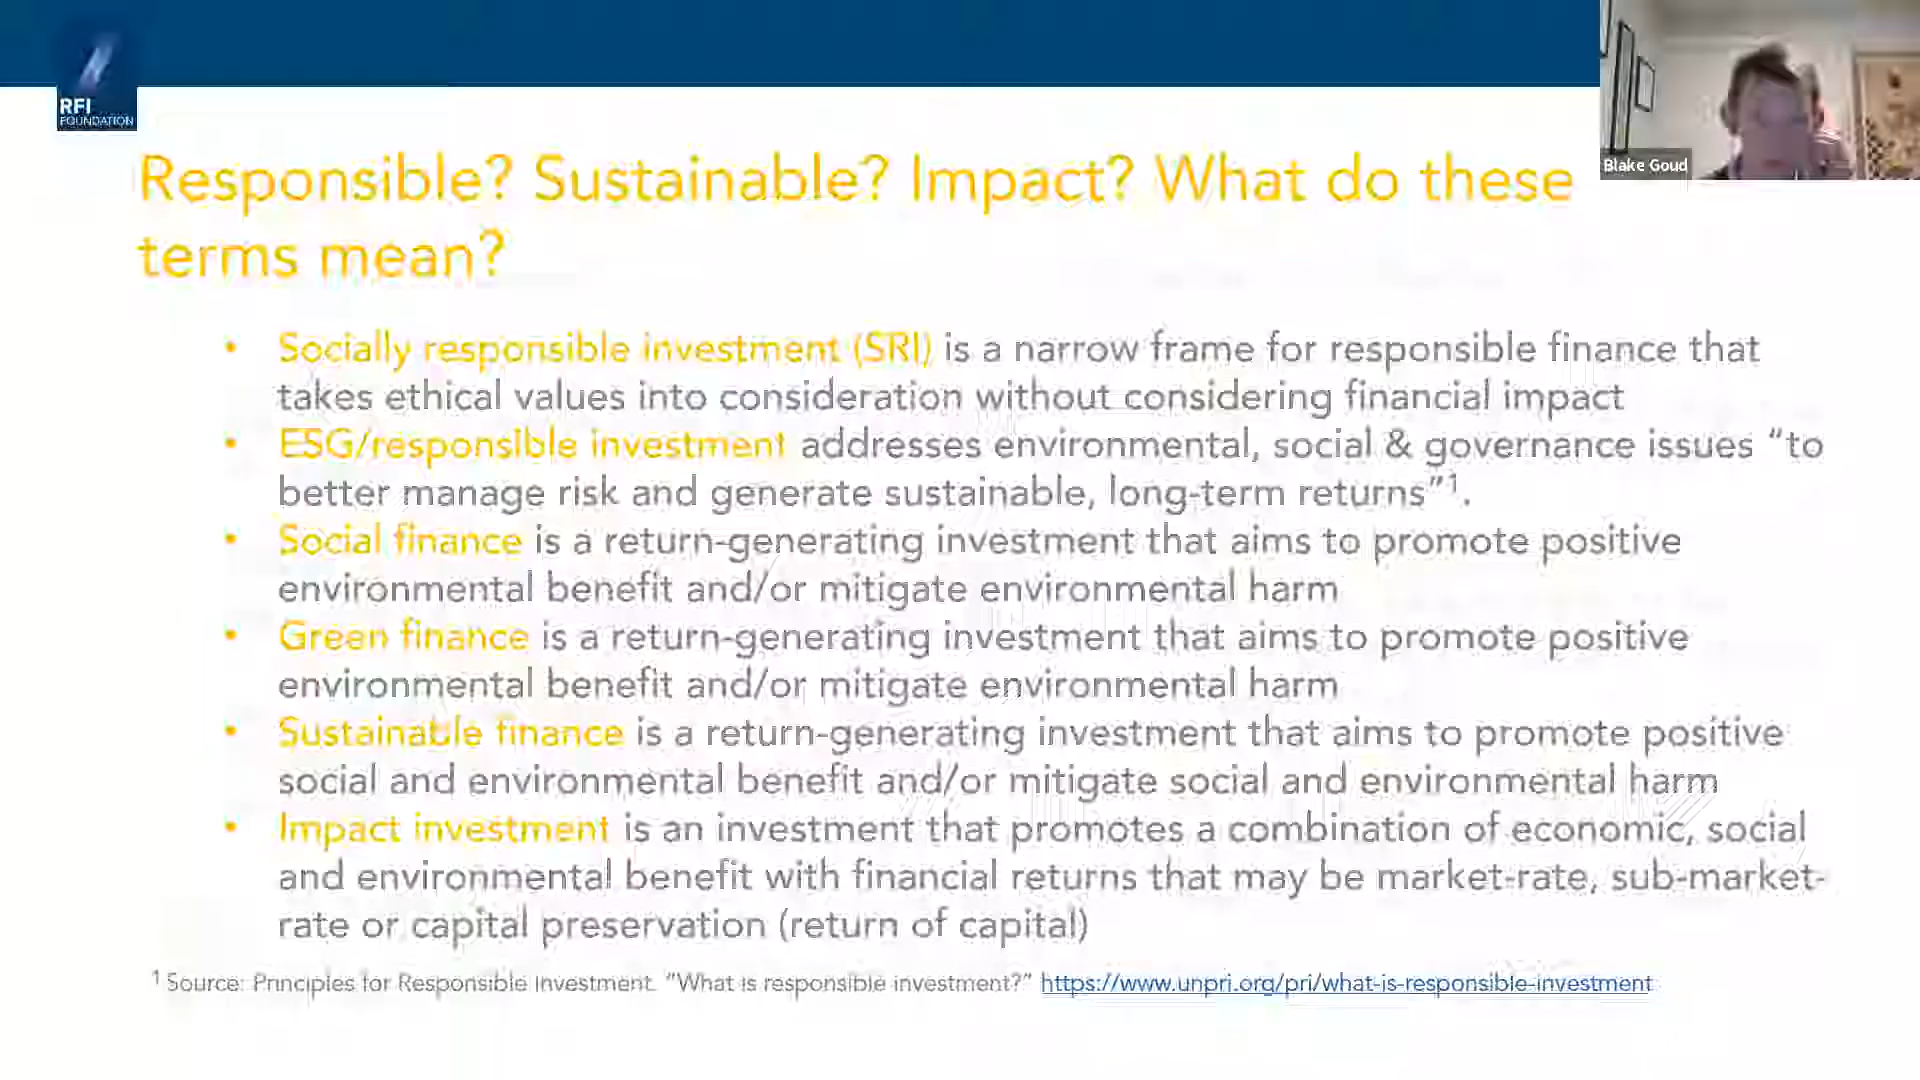 RFI
FOUNDATION
Blake Goud
Responsible? Sustainable? Impact? What do these
terms mean?
• Socially responsible investment (SRI) is a narrow frame for responsible finance that
takes ethical values into consideration without considering financial impact
• ESG/responsible investment addresses environmental, social & governance issues “to
better manage risk and generate sustainable, long-term returns”¹.
• Social finance is a return-generating investment that aims to promote positive
environmental benefit and/or mitigate environmental harm
• Green finance is a return-generating investment that aims to promote positive
environmental benefit and/or mitigate environmental harm
• Sustainable finance is a return-generating investment that aims to promote positive
social and environmental benefit and/or mitigate social and environmental harm
• Impact investment is an investment that promotes a combination of economic, social
and environmental benefit with financial returns that may be market-rate, sub-market-
rate or capital preservation (return of capital)
¹ Source: Principles for Responsible Investment. “What is responsible investment?” https://www.unpri.org/pri/what-is-responsible-investment